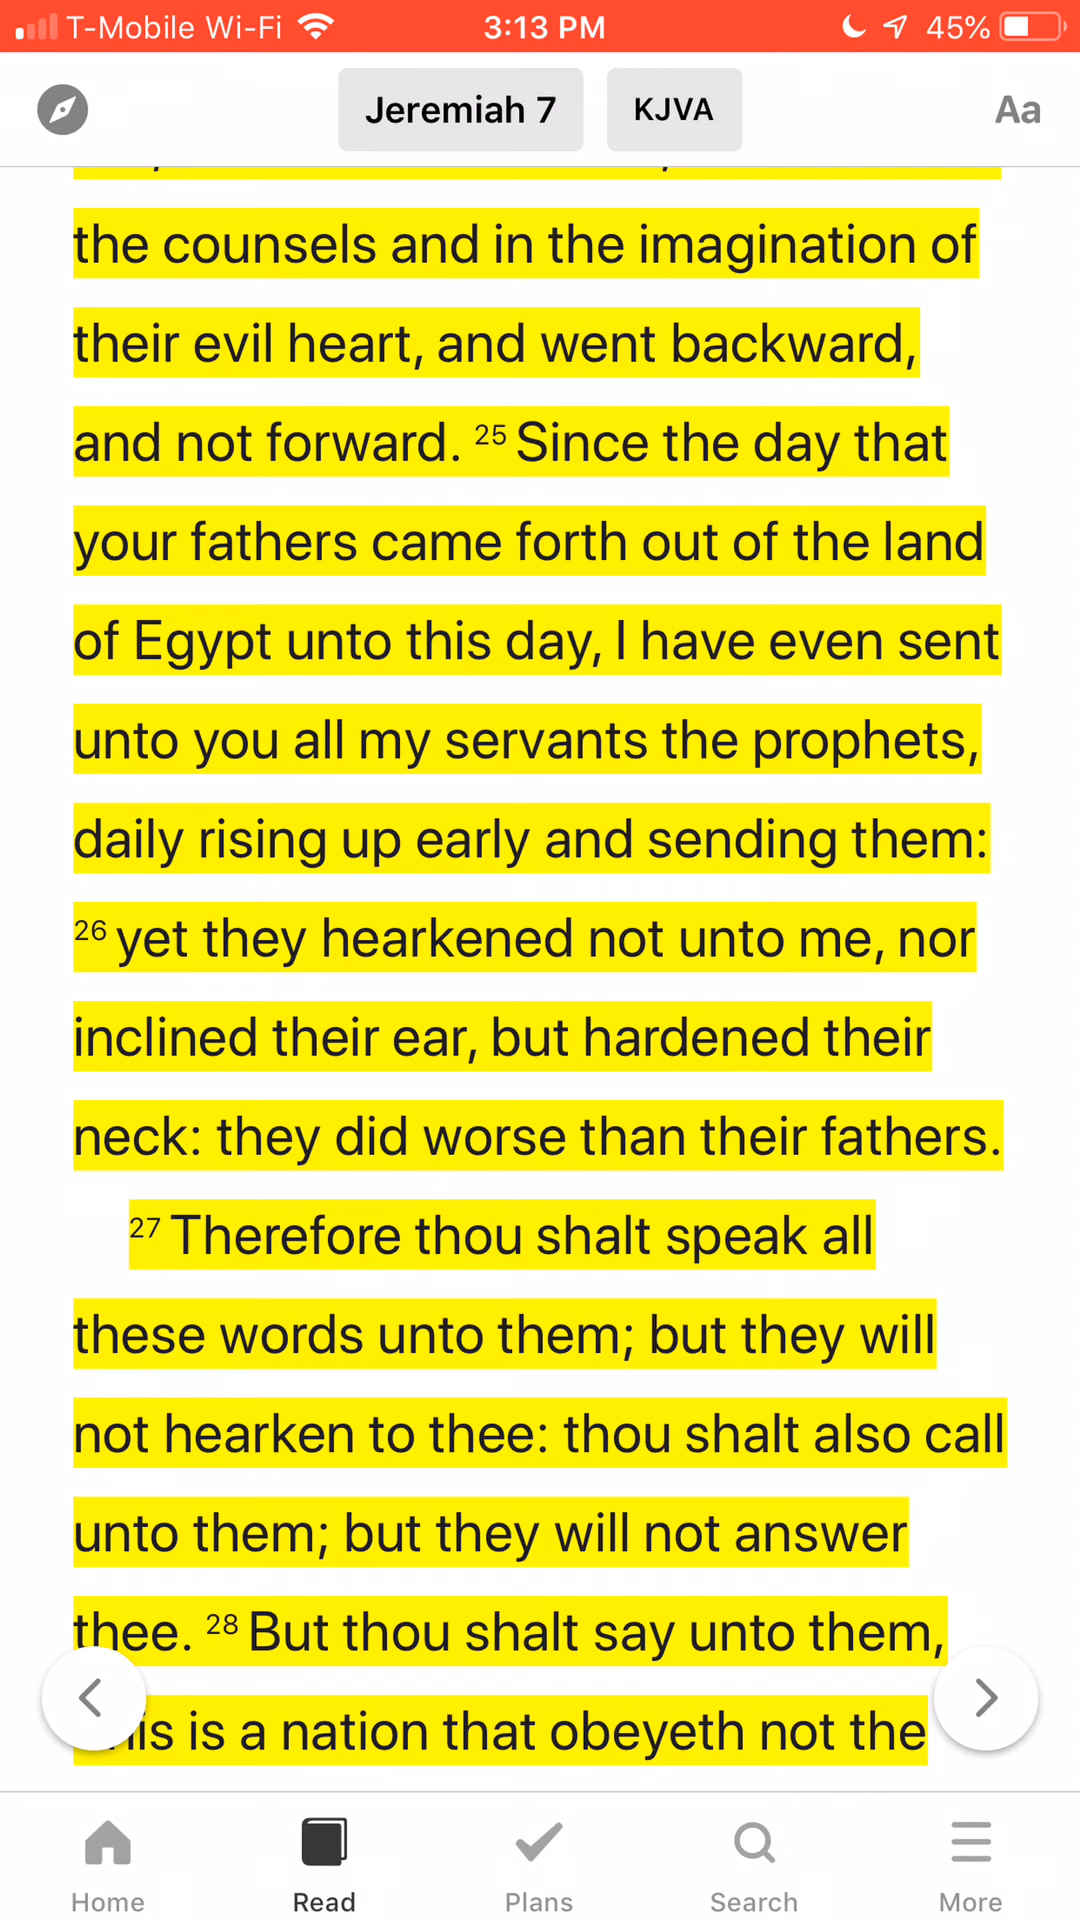 T-Mobile Wi-Fi 3:13 PM 45%
Jeremiah 7 KJVA Aa
the counsels and in the imagination of
their evil heart, and went backward,
and not forward. 25 Since the day that
your fathers came forth out of the land
of Egypt unto this day, I have even sent
unto you all my servants the prophets,
daily rising up early and sending them:
26 yet they hearkened not unto me, nor
inclined their ear, but hardened their
neck: they did worse than their fathers.
27 Therefore thou shalt speak all
these words unto them; but they will
not hearken to thee: thou shalt also call
unto them; but they will not answer
thee. 28 But thou shalt say unto them,
is a nation that obeyeth not the
Home Read Plans Search More